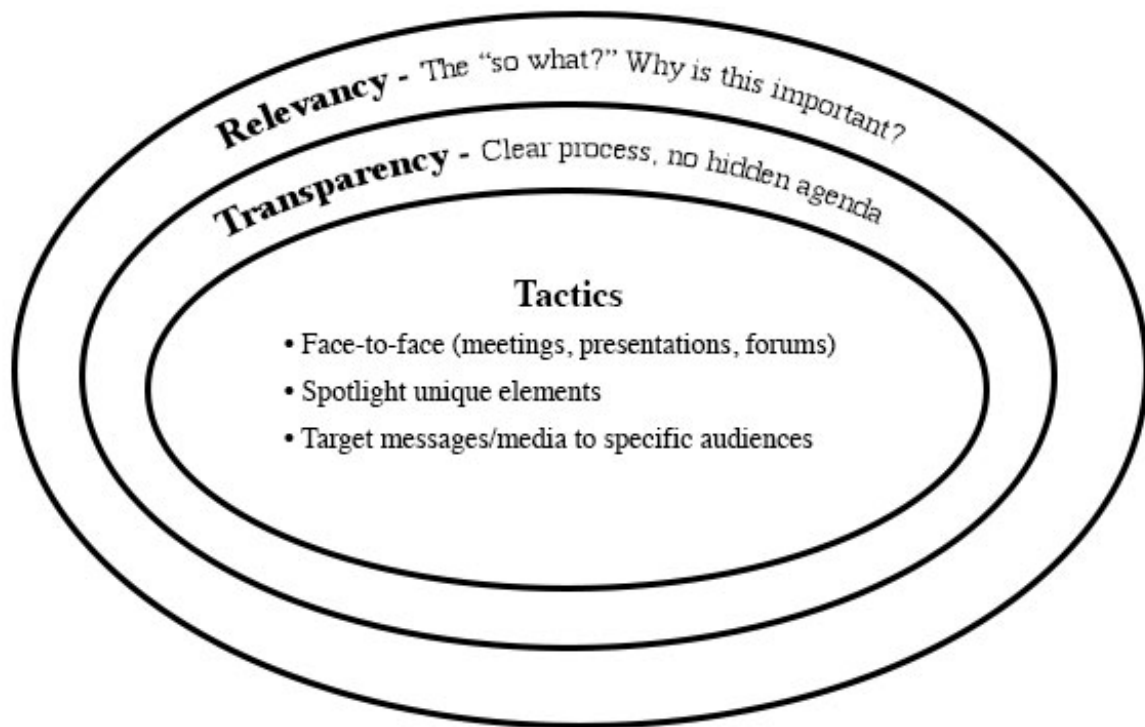 Relevancy - The “so what?” Why is this important?
Transparency - Clear process, no hidden agenda
Tactics
• Face-to-face (meetings, presentations, forums)
• Spotlight unique elements
• Target messages/media to specific audiences